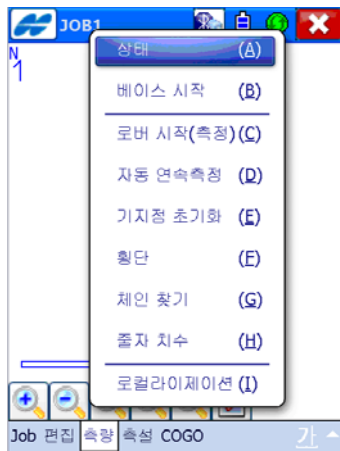 JOB1
N
상태 (A)
베이스 시작 (B)
로버 시작(측정)(C)
자동 연속측정 (D)
기지점 초기화 (E)
횡단 (F)
체인 찾기 (G)
줄자 치수 (H)
로컬라이제이션 (I)
Job 편집 측량 측설 COGO 가